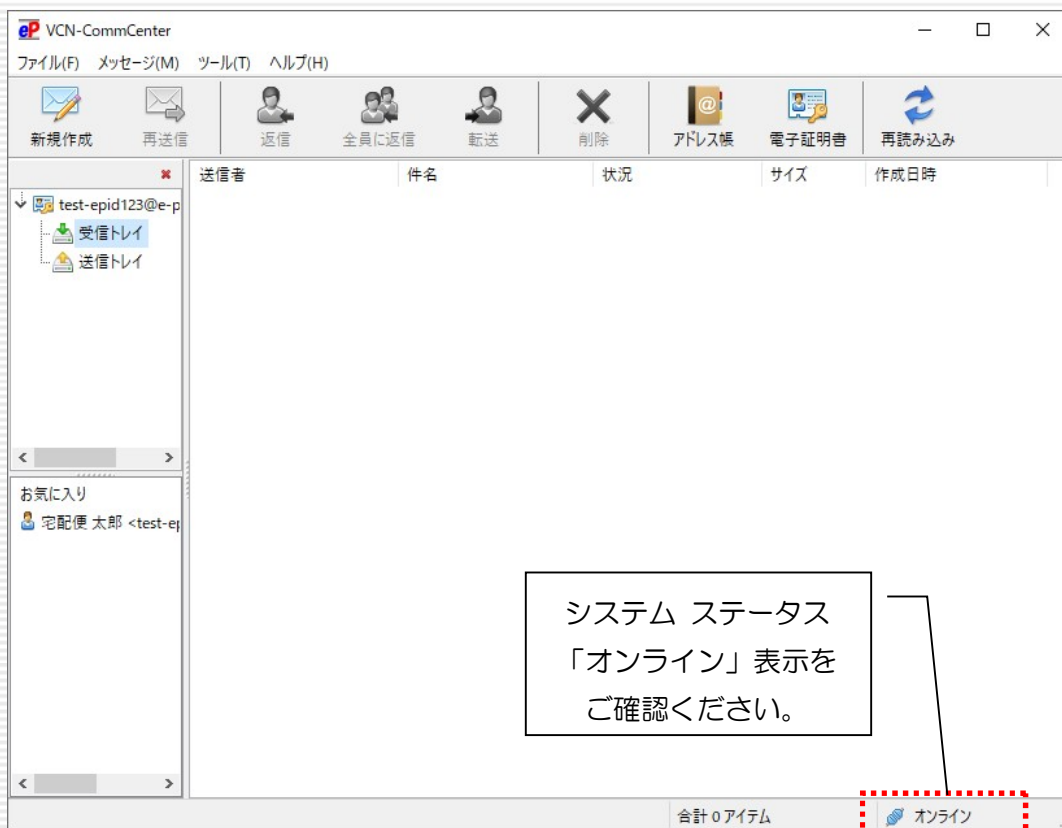 eP VCN-CommCenter
ファイル(F) メッセージ(M) ツール(T) ヘルプ(H)
新規作成 再送信 返信 全員に返信 転送 削除 アドレス帳 電子証明書 再読み込み
送信者 件名 状況 サイズ 作成日時
test-epid123@e-p
受信トレイ
送信トレイ
お気に入り
宅配便 太郎 <test-ep
システム ステータス
「オンライン」表示を
ご確認ください。
合計 0 アイテム オンライン